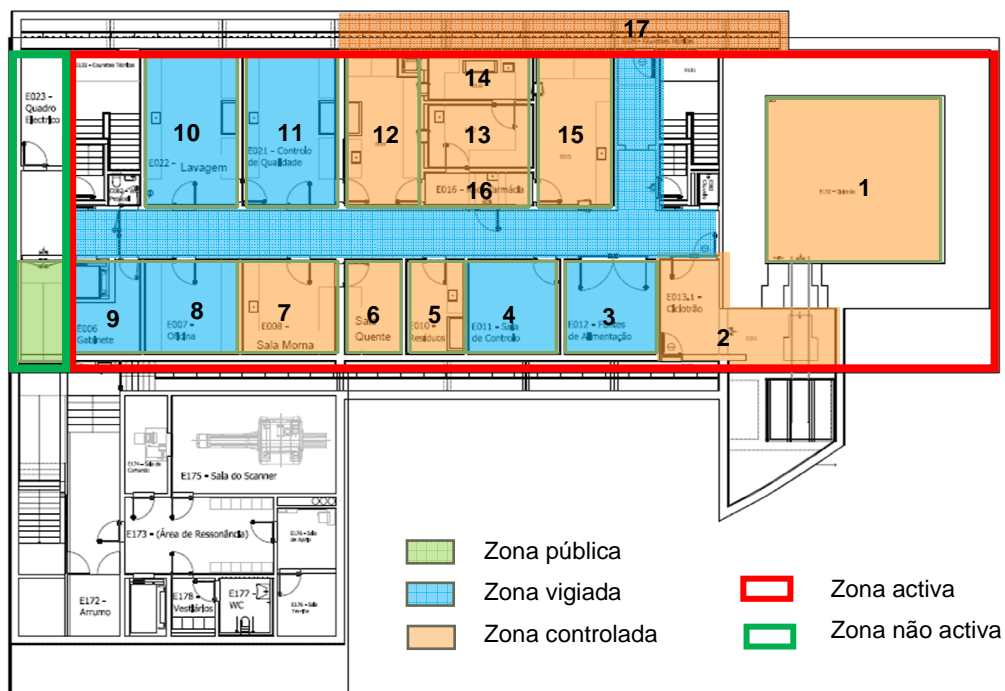 17
E023 -
Quadro
Electrico
10
E022 -
Lavagem
11
E021 - Controlo
de Qualidade
12
14
13
E016 -
16
15
1
9
E006
Gabinete
8
E007 -
Oficina
7
E008 -
Sala Morna
6
Sala
Quente
5
E010 -
Resíduos
4
E011 - Sala
de Controlo
3
E012 - Fontes
de Alimentação
E013.1 -
Ciclotrão
2
E174 - Sala de
Comando
E175 - Sala do Scanner
E173 - (Área de Ressonância)
E172 -
Arrumo
E178 -
Vestiários
E177 -
WC
Zona pública
Zona vigiada
Zona controlada
Zona activa
Zona não activa